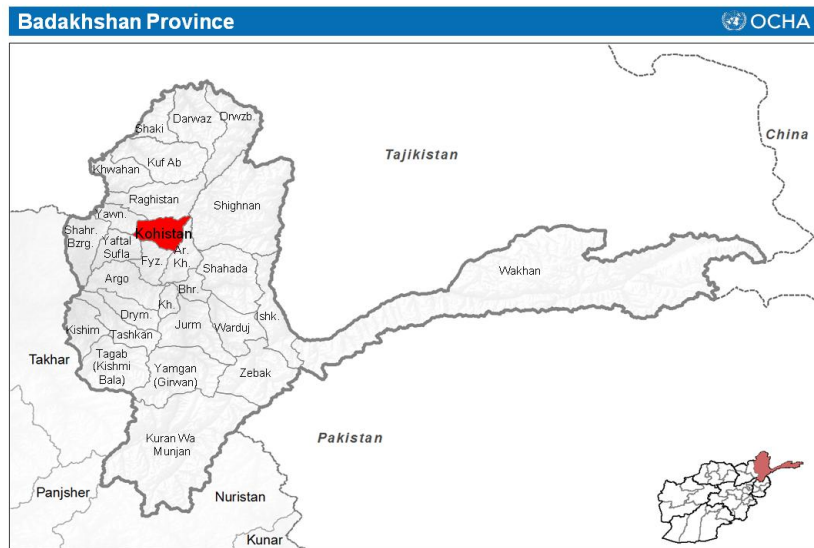 Badakhshan Province
OCHA
Darwaz
Drwzb.
Shaki
China
Tajikistan
Kuf Ab
Khwahan
Raghistan
Shighnan
Yawn.
Shahr.
Bzrg.
Kohistan
Yaftal
Sufla
Fyz.
Ar.
Kh.
Shahada
Wakhan
Argo
Bhr.
Kh.
Ishk.
Drym.
Jurm
Warduj
Kishim
Tashkan
Takhar
Tagab
(Kishmi
Bala)
Yamgan
(Girwan)
Zebak
Kuran Wa
Munjan
Pakistan
Panjsher
Nuristan
Kunar